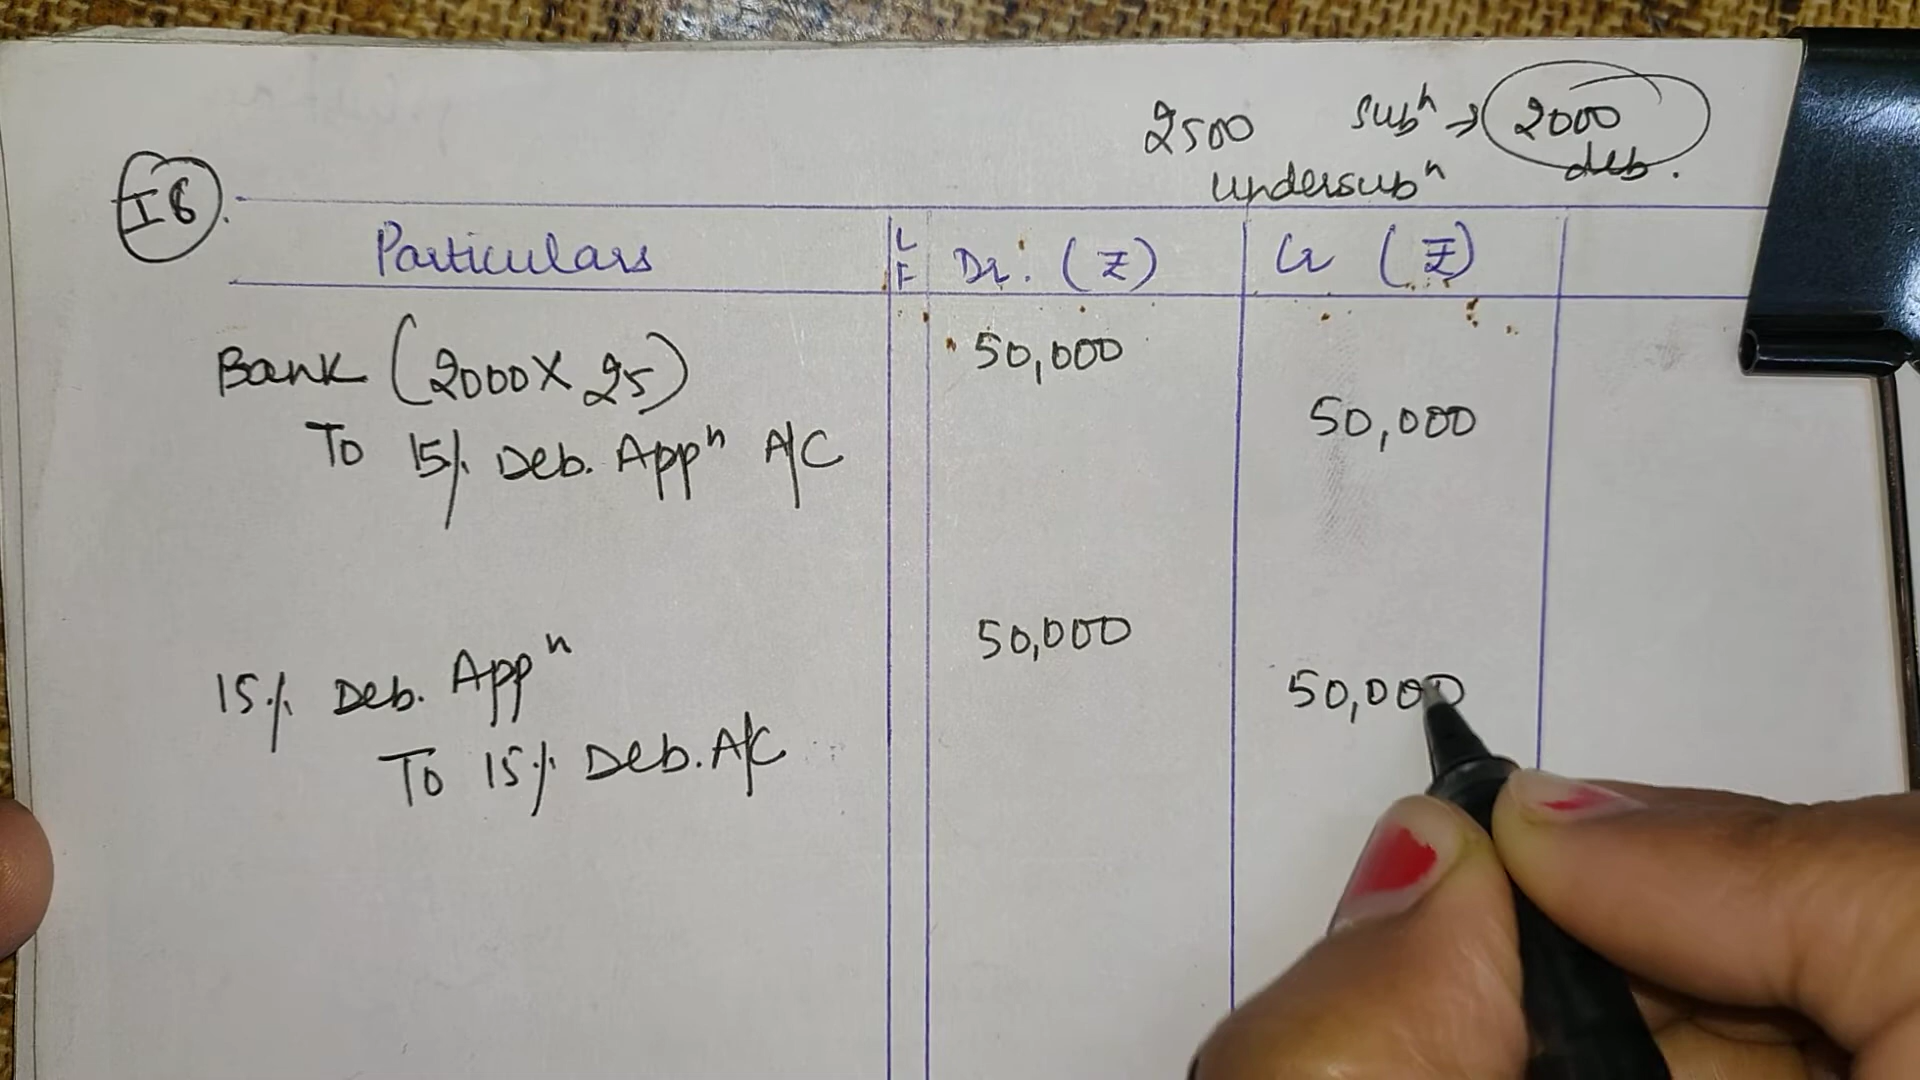 2500 subⁿ → 2000
undersubⁿ deb.
I6.
Particulars L F Dr. (₹) Cr (₹)
Bank (2000 X 25) 50,000
To 15% Deb. Appⁿ A/C 50,000
15% Deb. Appⁿ 50,000
To 15% Deb. A/C 50,000